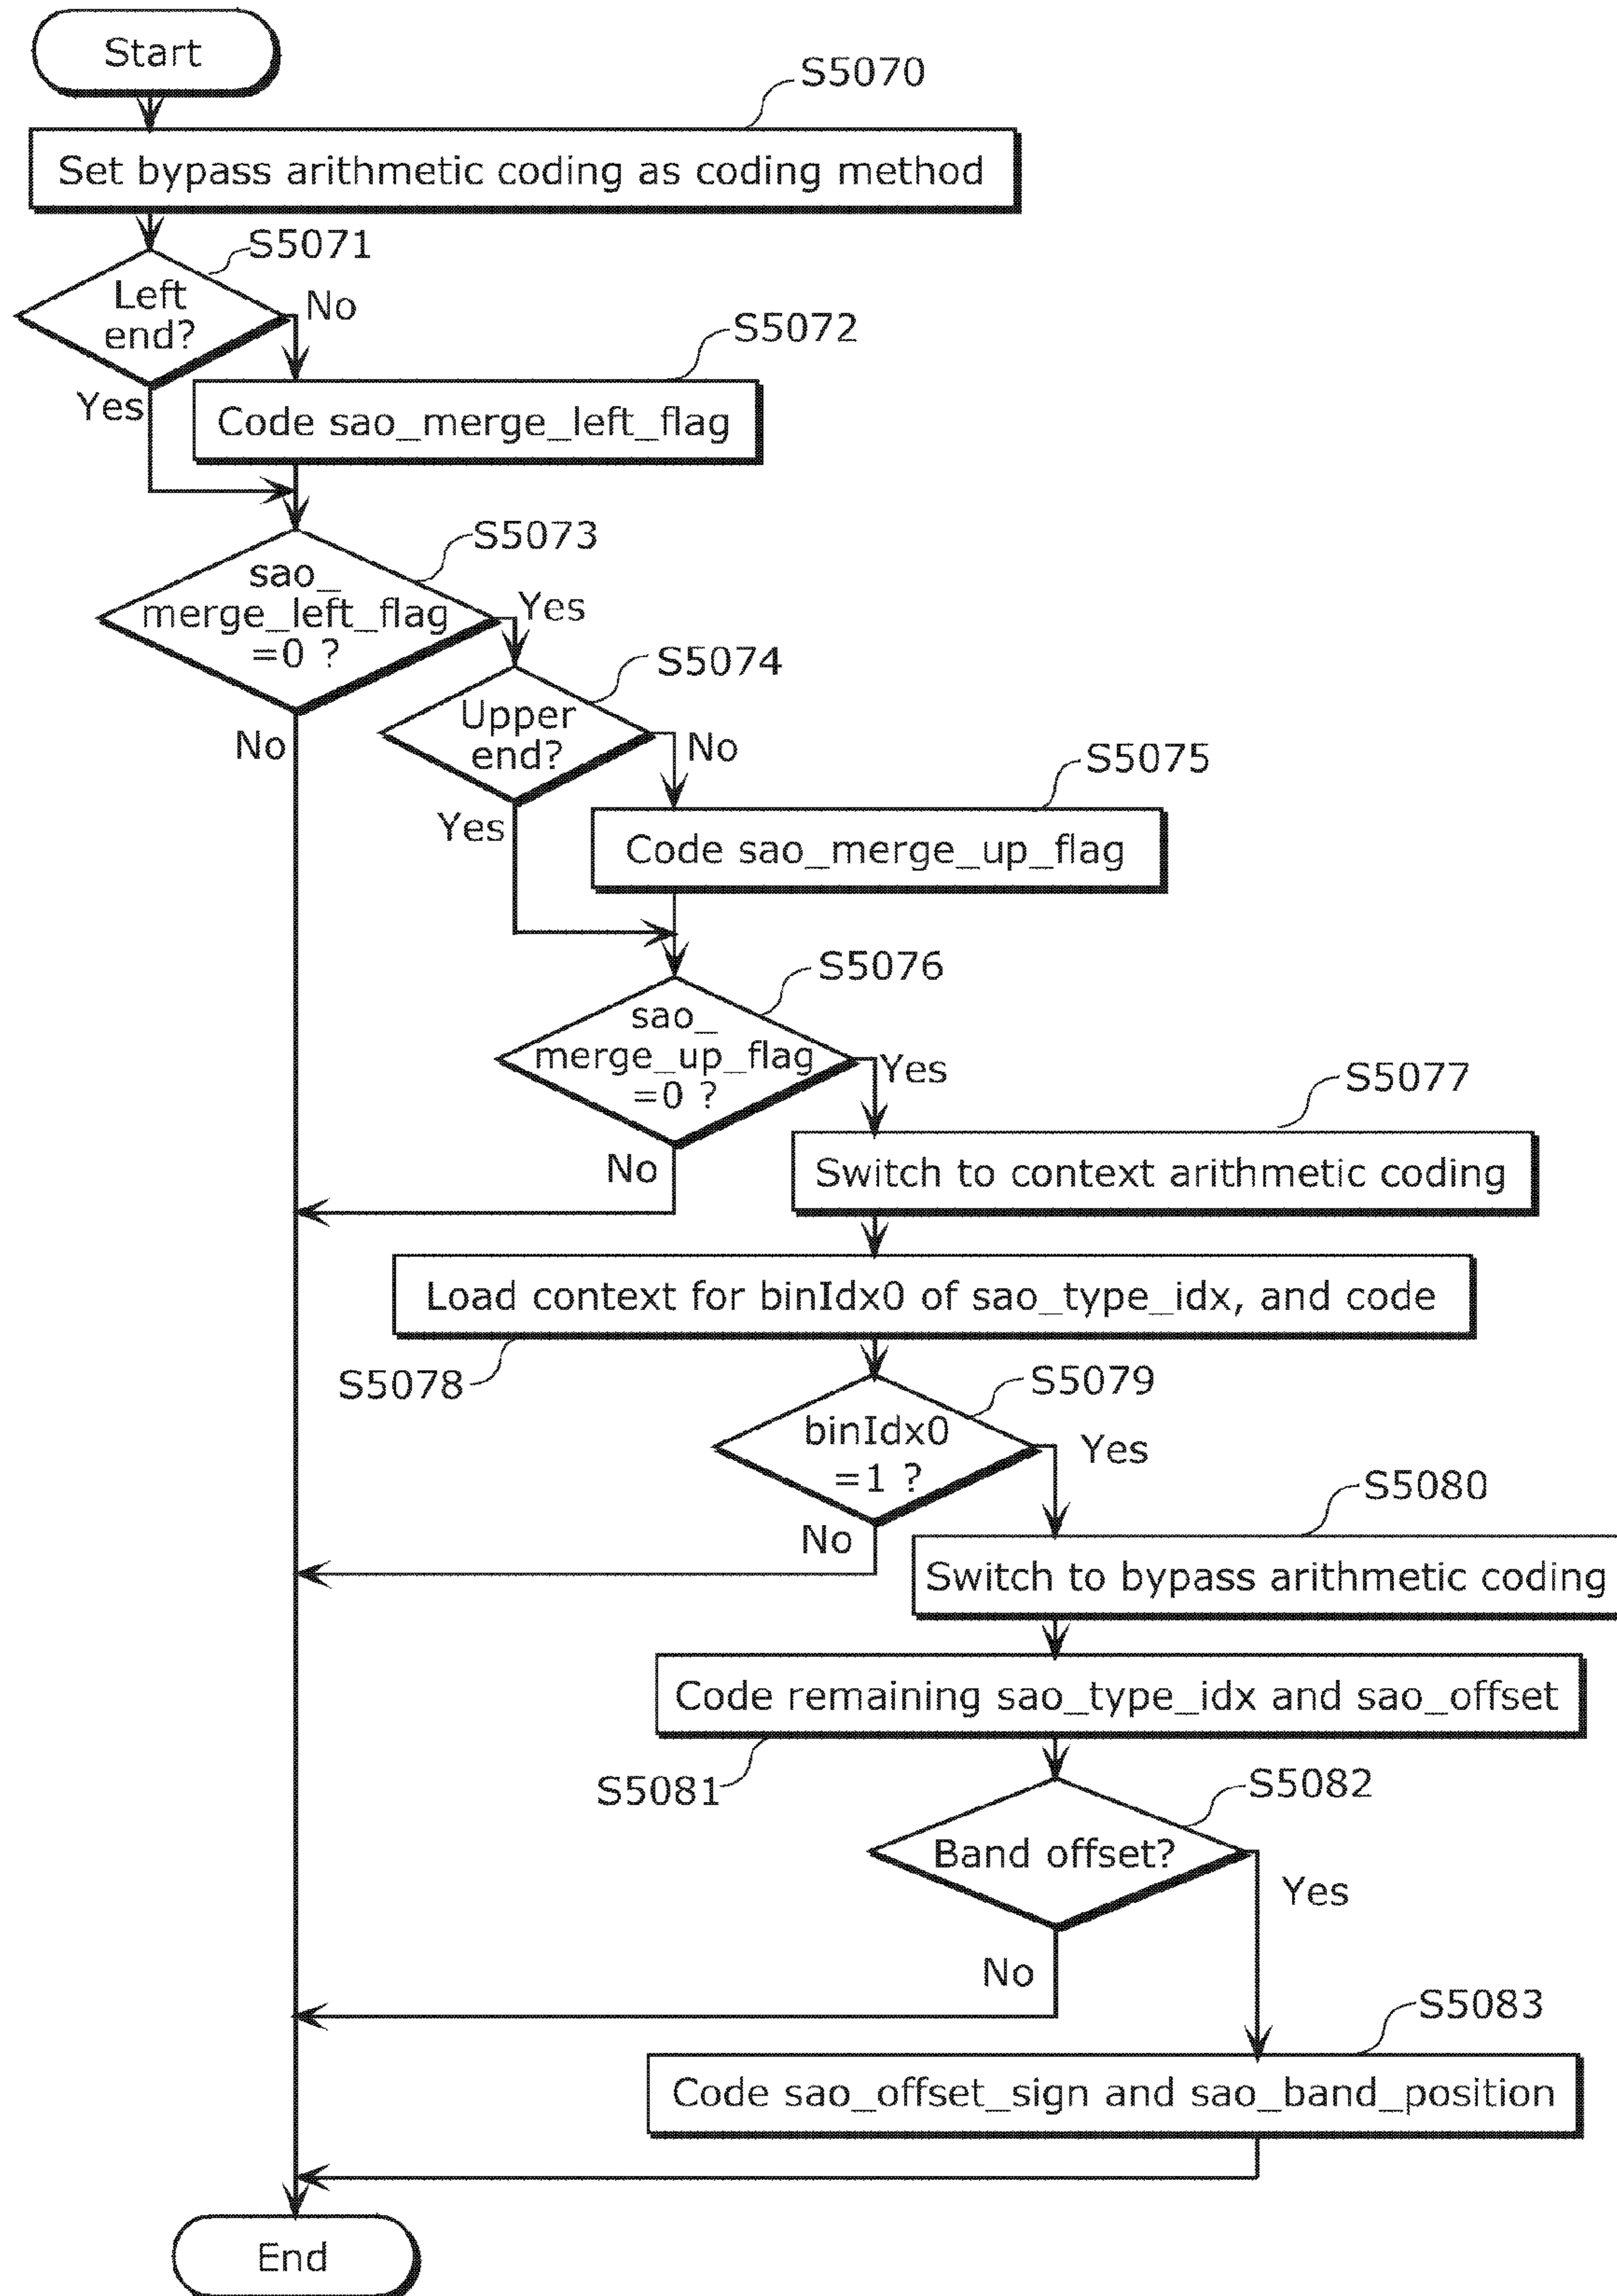 Start
S5070
Set bypass arithmetic coding as coding method
S5071
Left
end?
No
Yes
S5072
Code sao_merge_left_flag
S5073
sao_
merge_left_flag
=0 ?
Yes
No
S5074
Upper
end?
No
Yes
S5075
Code sao_merge_up_flag
S5076
sao_
merge_up_flag
=0 ?
Yes
No
S5077
Switch to context arithmetic coding
Load context for binIdx0 of sao_type_idx, and code
S5078
S5079
binIdx0
=1 ?
Yes
No
S5080
Switch to bypass arithmetic coding
Code remaining sao_type_idx and sao_offset
S5081
S5082
Band offset?
Yes
No
S5083
Code sao_offset_sign and sao_band_position
End